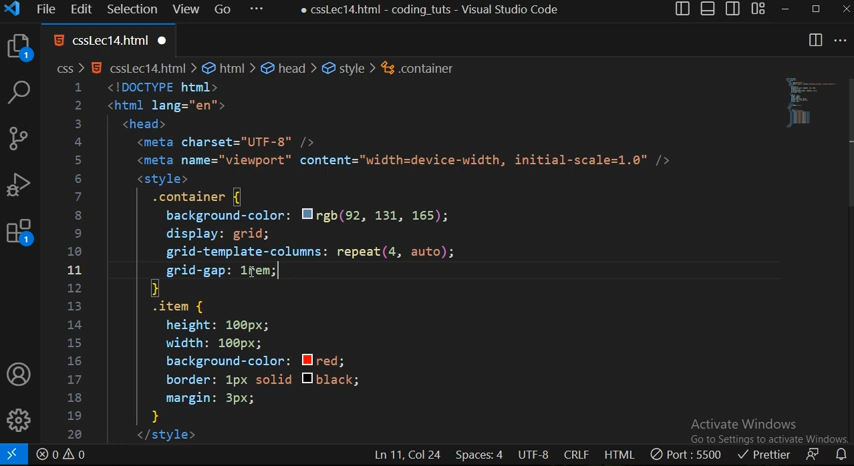 File Edit Selection View Go ··· ● cssLec14.html - coding_tuts - Visual Studio Code
cssLec14.html ●
css > cssLec14.html > html > head > style > .container
1 <!DOCTYPE html>
2 <html lang="en">
3 <head>
4 <meta charset="UTF-8" />
5 <meta name="viewport" content="width=device-width, initial-scale=1.0" />
6 <style>
7 .container {
8 background-color: rgb(92, 131, 165);
9 display: grid;
10 grid-template-columns: repeat(4, auto);
11 grid-gap: 1rem;
12 }
13 .item {
14 height: 100px;
15 width: 100px;
16 background-color: red;
17 border: 1px solid black;
18 margin: 3px;
19 }
20 </style>
1
1
Activate Windows
Go to Settings to activate Windows.
0 0 Ln 11, Col 24 Spaces: 4 UTF-8 CRLF HTML Port : 5500 Prettier